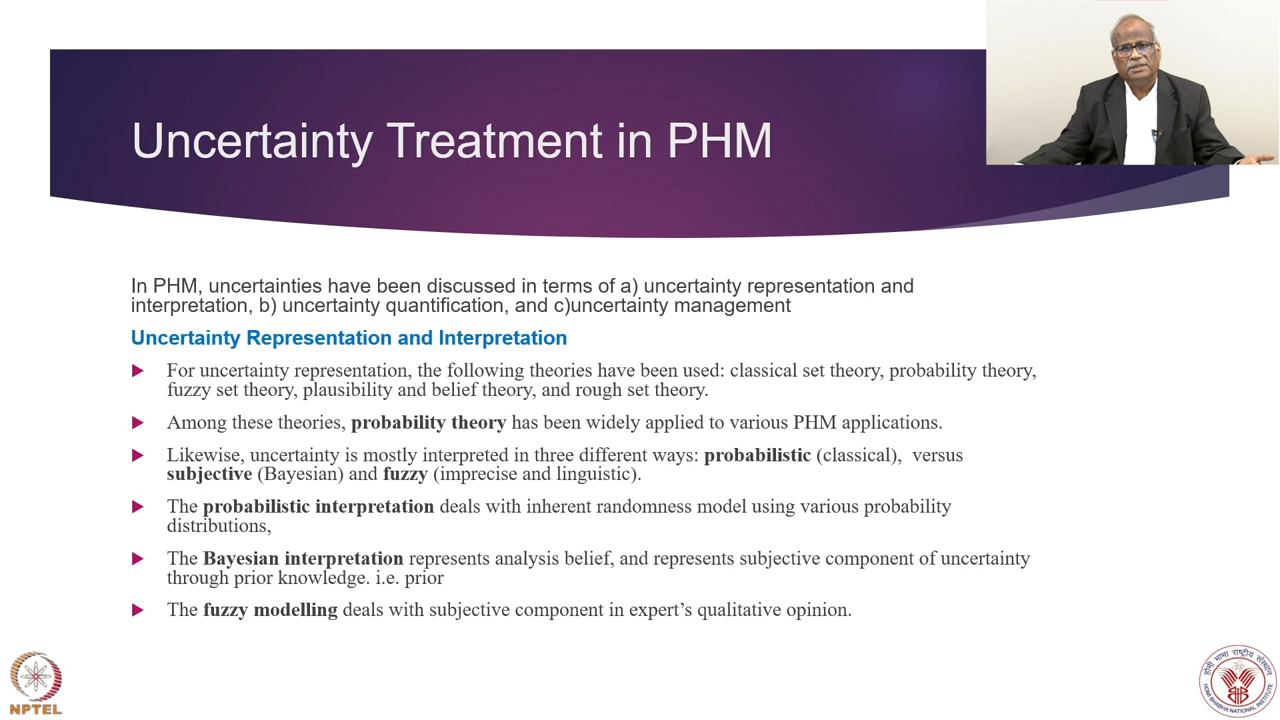 Uncertainty Treatment in PHM
In PHM, uncertainties have been discussed in terms of a) uncertainty representation and
interpretation, b) uncertainty quantification, and c)uncertainty management
Uncertainty Representation and Interpretation
For uncertainty representation, the following theories have been used: classical set theory, probability theory,
fuzzy set theory, plausibility and belief theory, and rough set theory.
Among these theories, probability theory has been widely applied to various PHM applications.
Likewise, uncertainty is mostly interpreted in three different ways: probabilistic (classical), versus
subjective (Bayesian) and fuzzy (imprecise and linguistic).
The probabilistic interpretation deals with inherent randomness model using various probability
distributions,
The Bayesian interpretation represents analysis belief, and represents subjective component of uncertainty
through prior knowledge. i.e. prior
The fuzzy modelling deals with subjective component in expert's qualitative opinion.
NPTEL
होमी भाभा राष्ट्रीय संस्थान
HOMI BHABHA NATIONAL INSTITUTE